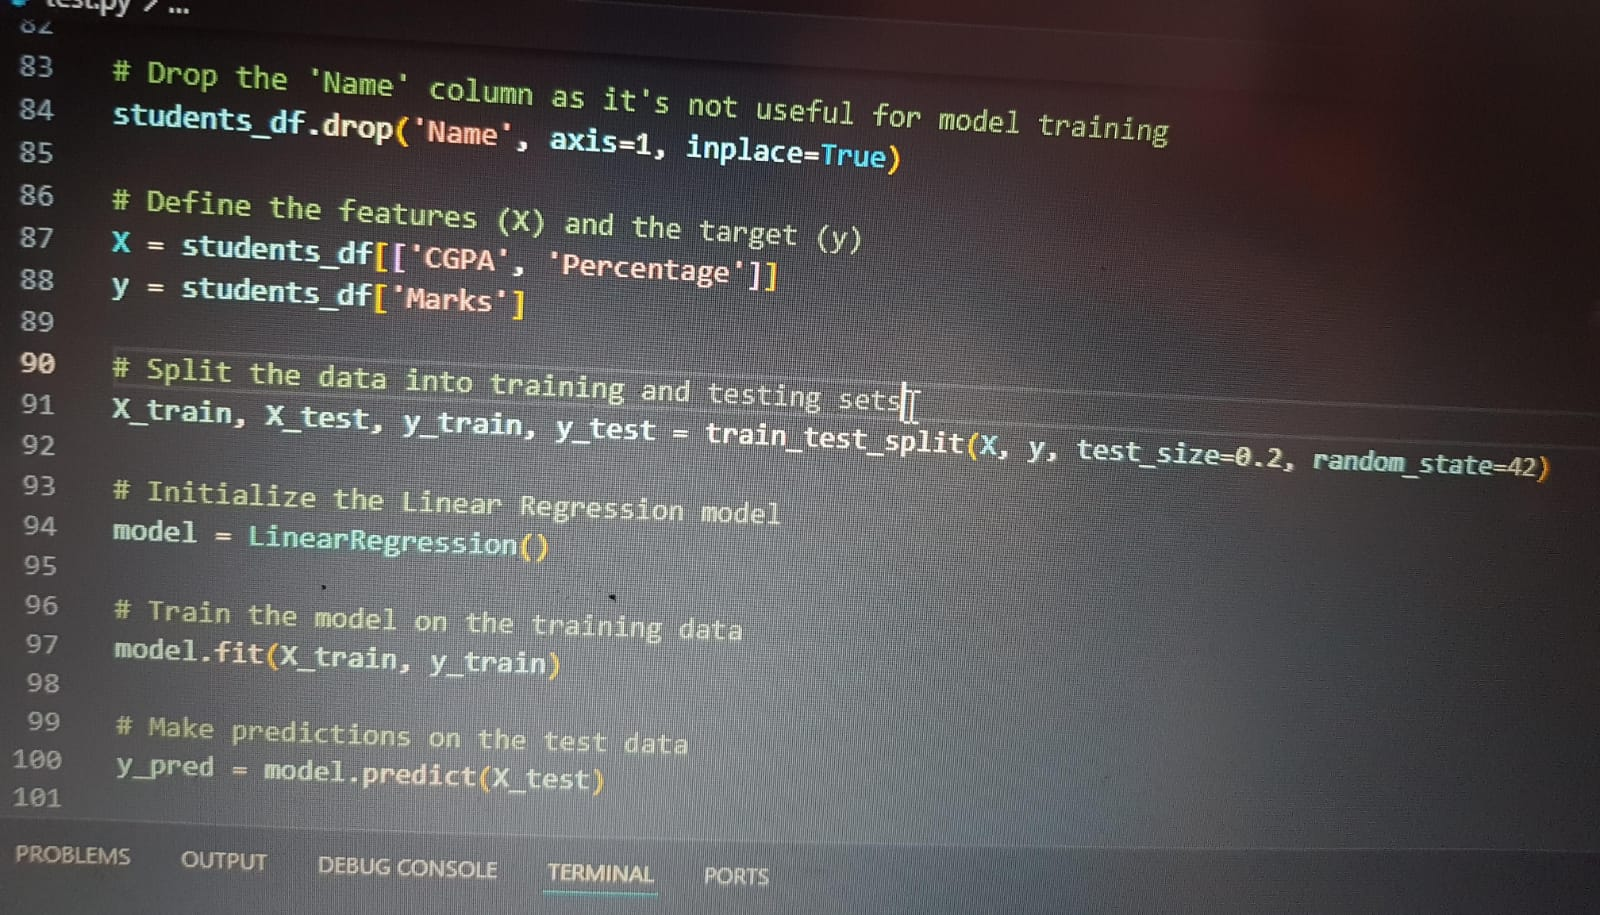 test.py / ...
82
83 # Drop the 'Name' column as it's not useful for model training
84 students_df.drop('Name', axis=1, inplace=True)
85
86 # Define the features (X) and the target (y)
87 X = students_df[['CGPA', 'Percentage']]
88 y = students_df['Marks']
89
90 # Split the data into training and testing sets
91 X_train, X_test, y_train, y_test = train_test_split(X, y, test_size=0.2, random_state=42)
92
93 # Initialize the Linear Regression model
94 model = LinearRegression()
95
96 # Train the model on the training data
97 model.fit(X_train, y_train)
98
99 # Make predictions on the test data
100 y_pred = model.predict(X_test)
101
PROBLEMS OUTPUT DEBUG CONSOLE TERMINAL PORTS